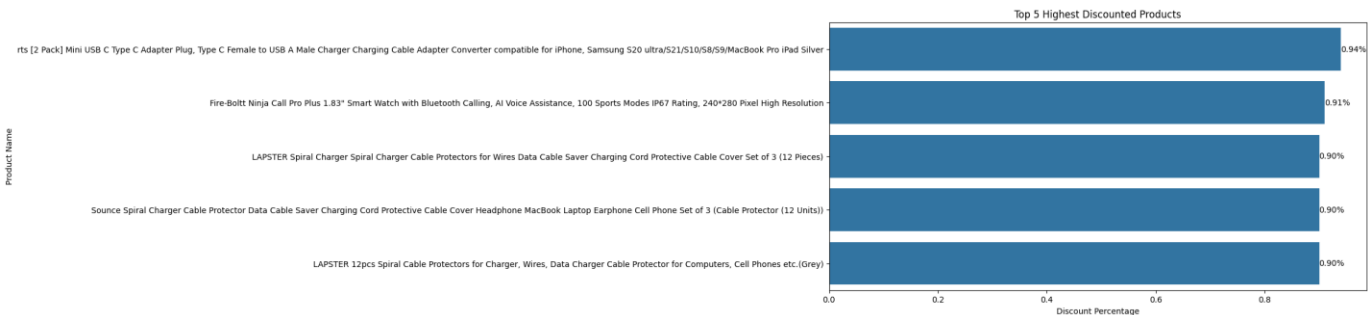 Top 5 Highest Discounted Products
rts [2 Pack] Mini USB C Type C Adapter Plug, Type C Female to USB A Male Charger Charging Cable Adapter Converter compatible for iPhone, Samsung S20 ultra/S21/S10/S8/S9/MacBook Pro iPad Silver
0.94%
Fire-Boltt Ninja Call Pro Plus 1.83" Smart Watch with Bluetooth Calling, AI Voice Assistance, 100 Sports Modes IP67 Rating, 240*280 Pixel High Resolution
0.91%
LAPSTER Spiral Charger Spiral Charger Cable Protectors for Wires Data Cable Saver Charging Cord Protective Cable Cover Set of 3 (12 Pieces)
0.90%
Sounce Spiral Charger Cable Protector Data Cable Saver Charging Cord Protective Cable Cover Headphone MacBook Laptop Earphone Cell Phone Set of 3 (Cable Protector (12 Units))
0.90%
LAPSTER 12pcs Spiral Cable Protectors for Charger, Wires, Data Charger Cable Protector for Computers, Cell Phones etc.(Grey)
0.90%
Product Name
0.0 0.2 0.4 0.6 0.8
Discount Percentage